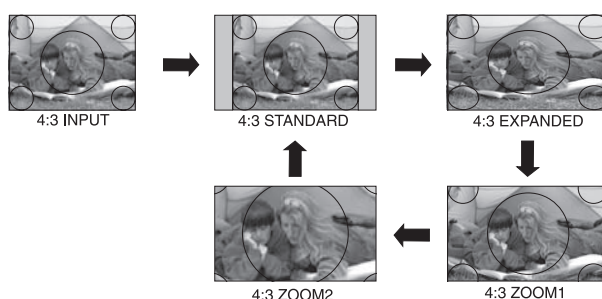 4:3 INPUT
4:3 STANDARD
4:3 EXPANDED
4:3 ZOOM2
4:3 ZOOM1